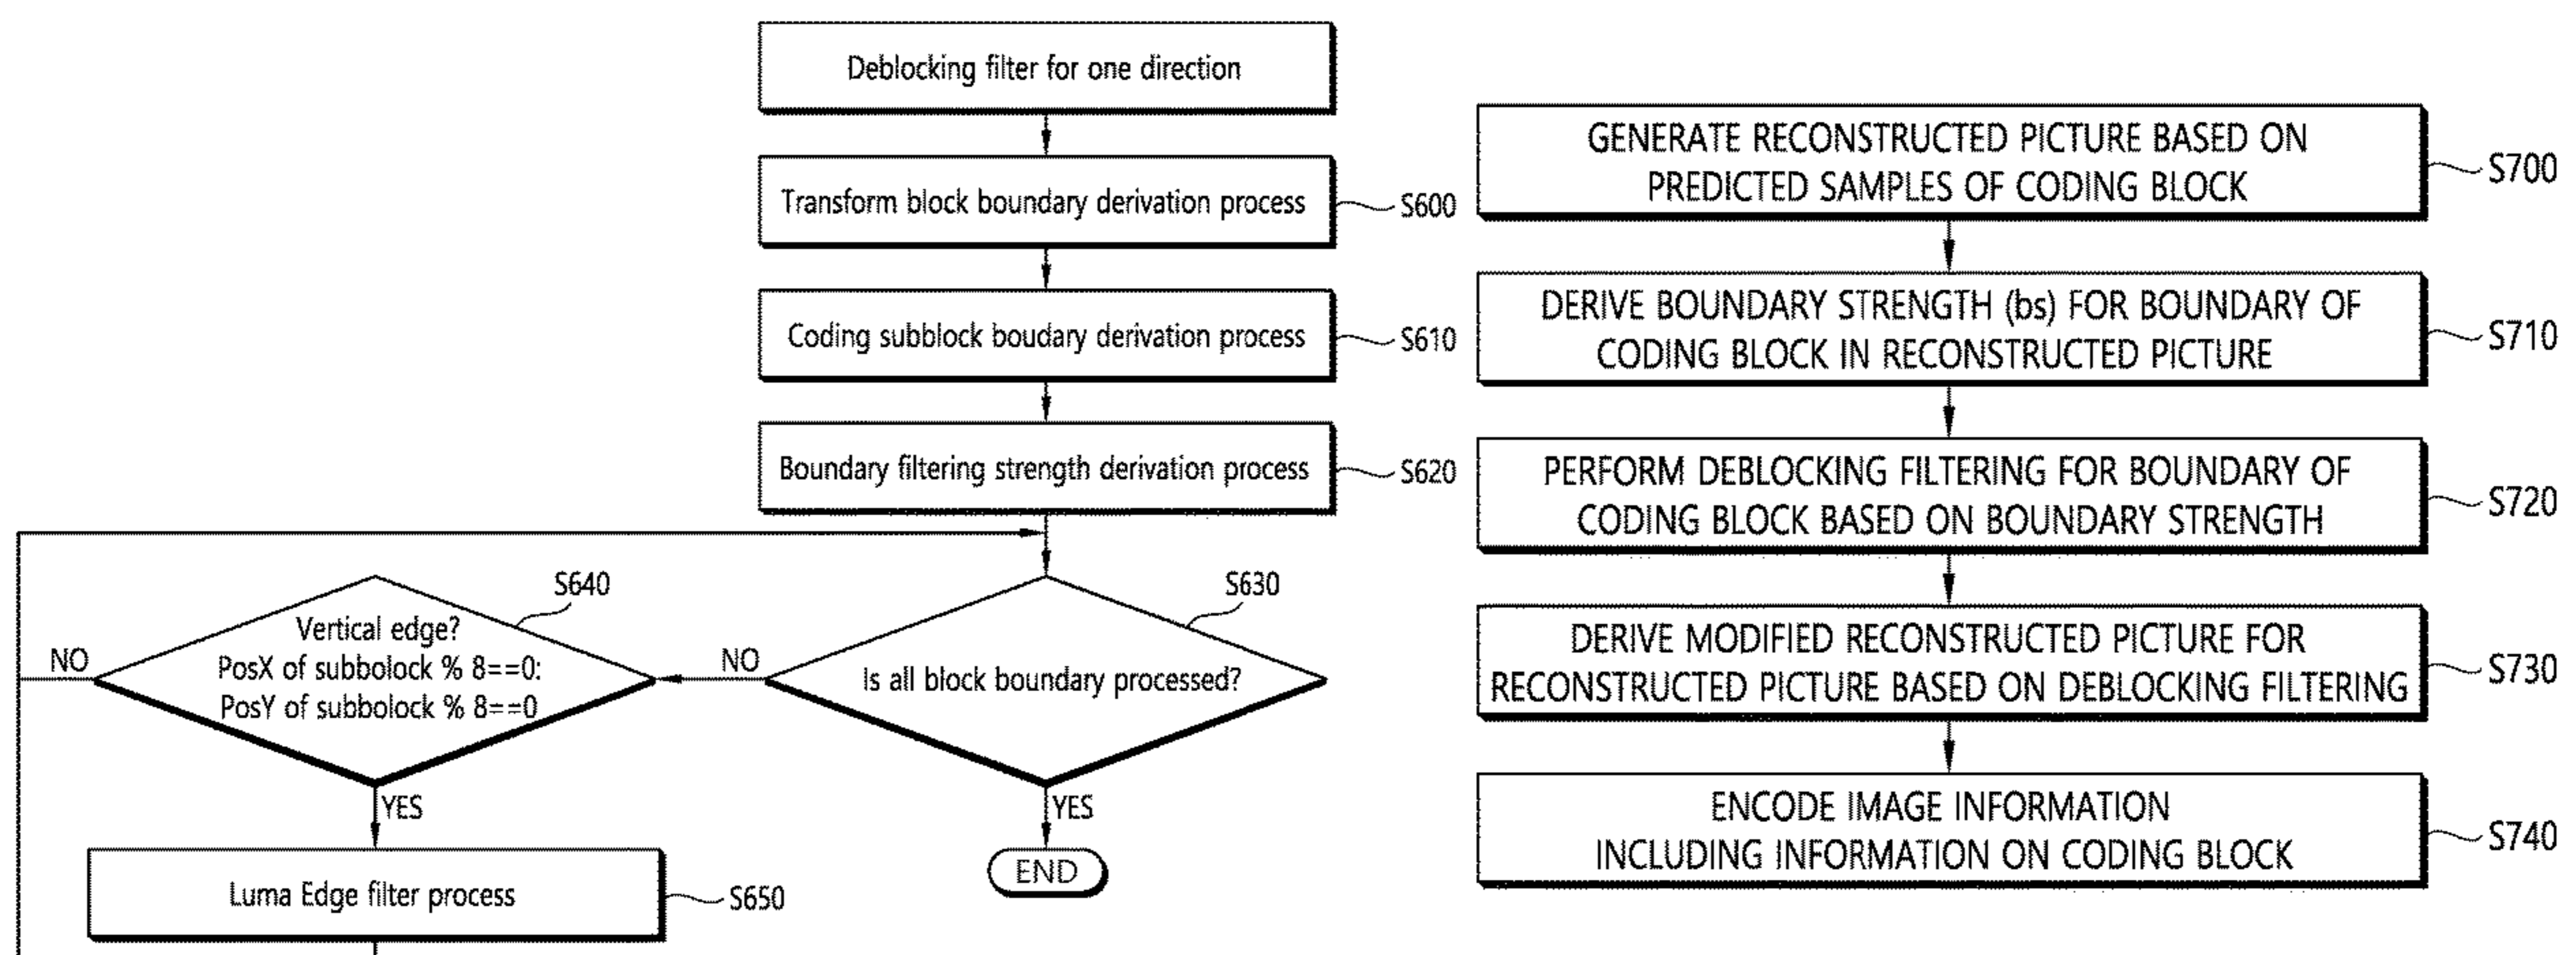 Deblocking filter for one direction
Transform block boundary derivation process
S600
Coding subblock boudary derivation process
S610
Boundary filtering strength derivation process
S620
S640
Vertical edge?
PosX of subbolock % 8==0:
PosY of subbolock % 8==0
NO
YES
S630
Is all block boundary processed?
NO
YES
END
Luma Edge filter process
S650
GENERATE RECONSTRUCTED PICTURE BASED ON
PREDICTED SAMPLES OF CODING BLOCK
S700
DERIVE BOUNDARY STRENGTH (bs) FOR BOUNDARY OF
CODING BLOCK IN RECONSTRUCTED PICTURE
S710
PERFORM DEBLOCKING FILTERING FOR BOUNDARY OF
CODING BLOCK BASED ON BOUNDARY STRENGTH
S720
DERIVE MODIFIED RECONSTRUCTED PICTURE FOR
RECONSTRUCTED PICTURE BASED ON DEBLOCKING FILTERING
S730
ENCODE IMAGE INFORMATION
INCLUDING INFORMATION ON CODING BLOCK
S740